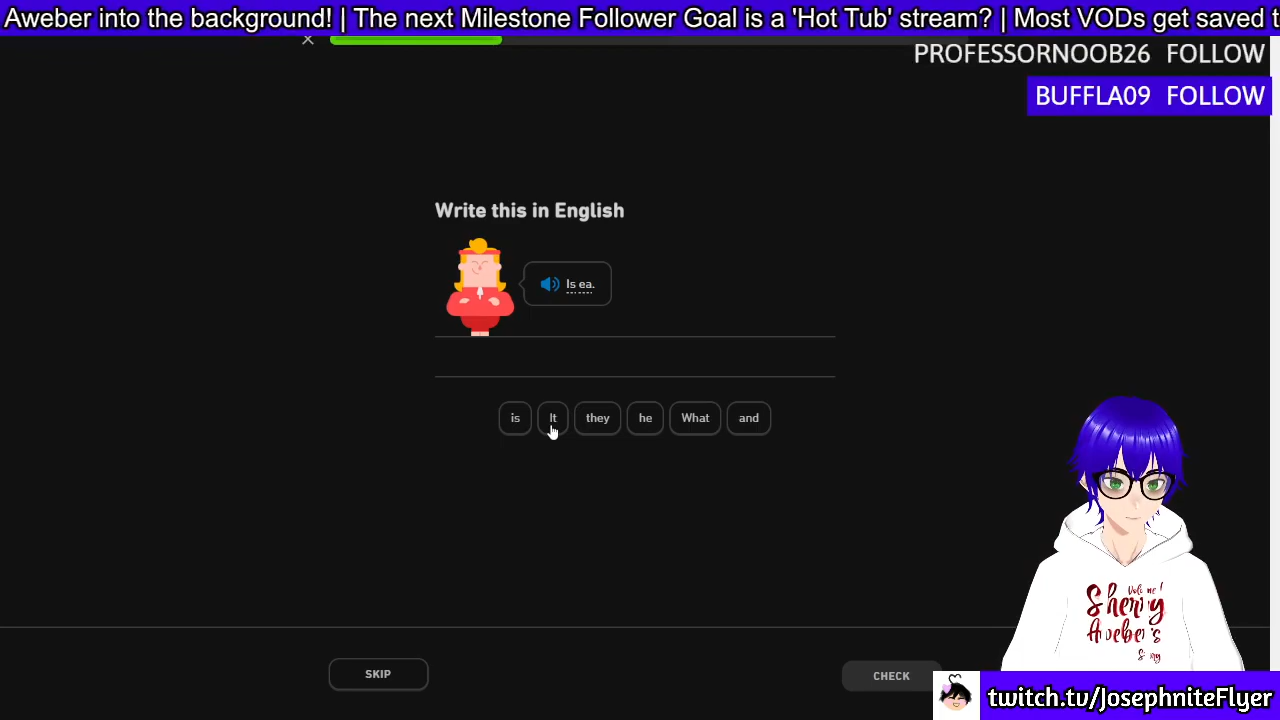 Aweber into the background! | The next Milestone Follower Goal is a 'Hot Tub' stream? | Most VODs get saved t
PROFESSORNOOB26 FOLLOW
BUFFLA09 FOLLOW
Write this in English
Is ea.
is It they he What and
Sherry
Aweber's
SKIP
CHECK
twitch.tv/JosephniteFlyer